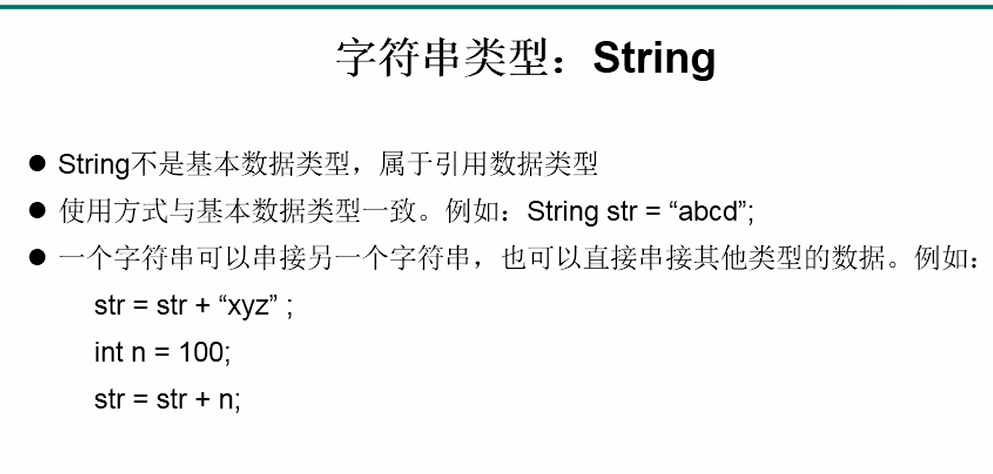 字符串类型：String
● String不是基本数据类型，属于引用数据类型
● 使用方式与基本数据类型一致。例如：String str = “abcd”;
● 一个字符串可以串接另一个字符串，也可以直接串接其他类型的数据。例如：
str = str + “xyz” ;
int n = 100;
str = str + n;